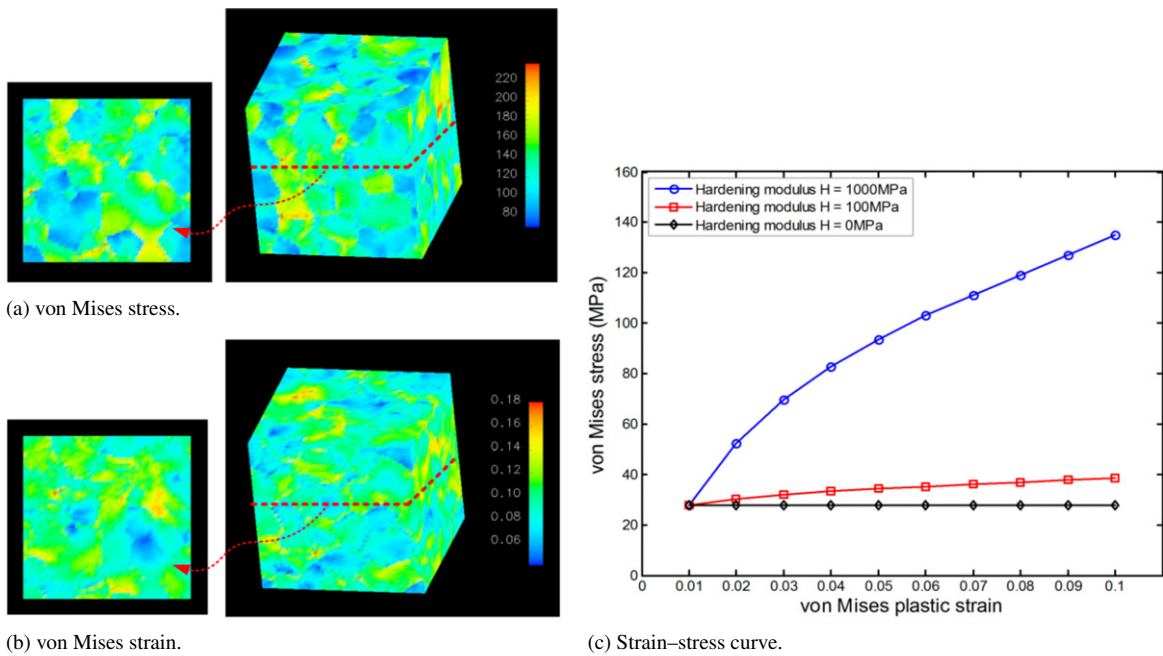 220
200
180
160
140
120
100
80
(a) von Mises stress.
0.18
0.16
0.14
0.12
0.10
0.08
0.06
(b) von Mises strain.
160
140
120
100
80
60
40
20
0
von Mises stress (MPa)
Hardening modulus H = 1000MPa
Hardening modulus H = 100MPa
Hardening modulus H = 0MPa
0 0.01 0.02 0.03 0.04 0.05 0.06 0.07 0.08 0.09 0.1
von Mises plastic strain
(c) Strain–stress curve.